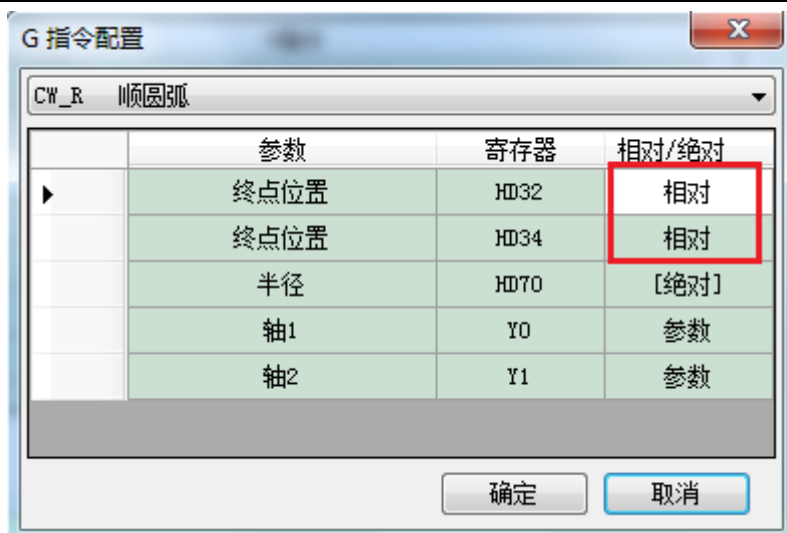 G 指令配置
CW_R 顺圆弧
参数 寄存器 相对/绝对
终点位置 HD32 相对
终点位置 HD34 相对
半径 HD70 [绝对]
轴1 Y0 参数
轴2 Y1 参数
确定 取消